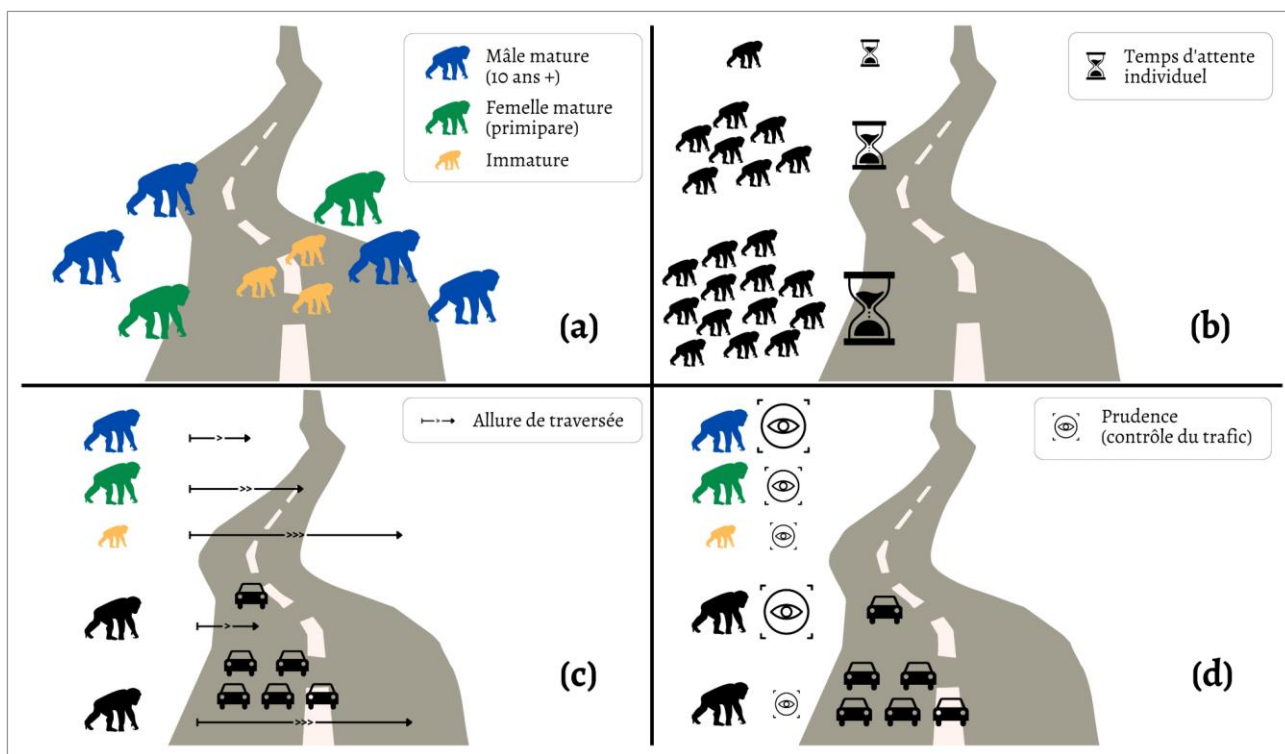 Mâle mature
(10 ans +)
Femelle mature
(primipare)
Immature
(a)
Temps d'attente
individuel
(b)
Allure de traversée
>
>>
>>>
>
>>>
(c)
Prudence
(contrôle du trafic)
(d)